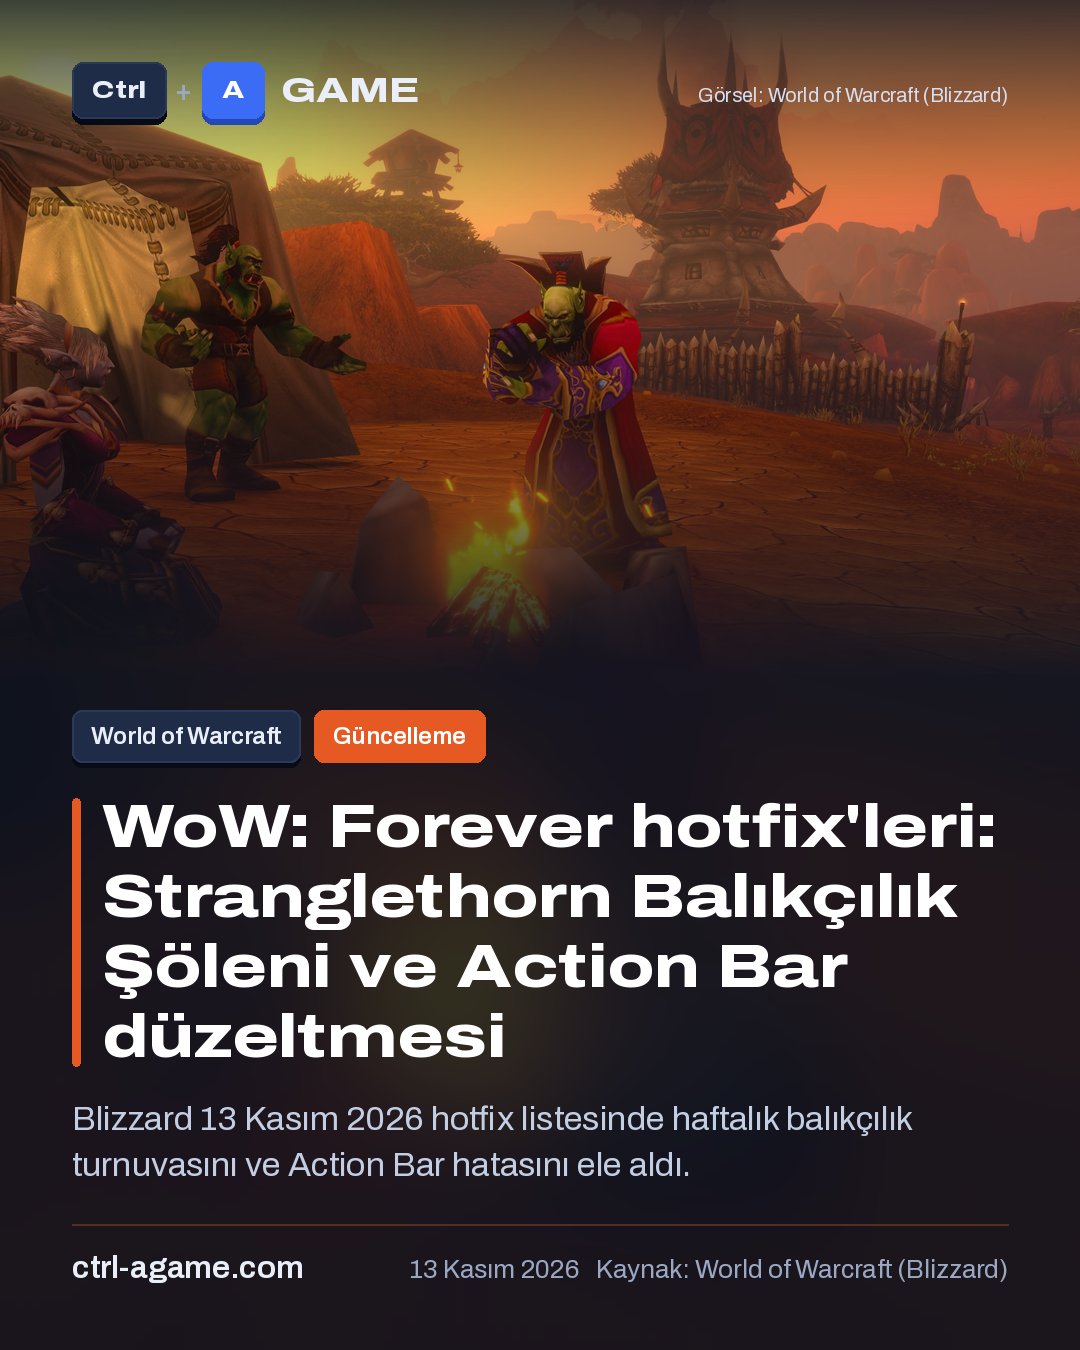 Ctrl + A GAME
Görsel: World of Warcraft (Blizzard)
World of Warcraft Güncelleme
WoW: Forever hotfix'leri:
Stranglethorn Balıkçılık
Şöleni ve Action Bar
düzeltmesi
Blizzard 13 Kasım 2026 hotfix listesinde haftalık balıkçılık
turnuvasını ve Action Bar hatasını ele aldı.
ctrl-agame.com 13 Kasım 2026 Kaynak: World of Warcraft (Blizzard)